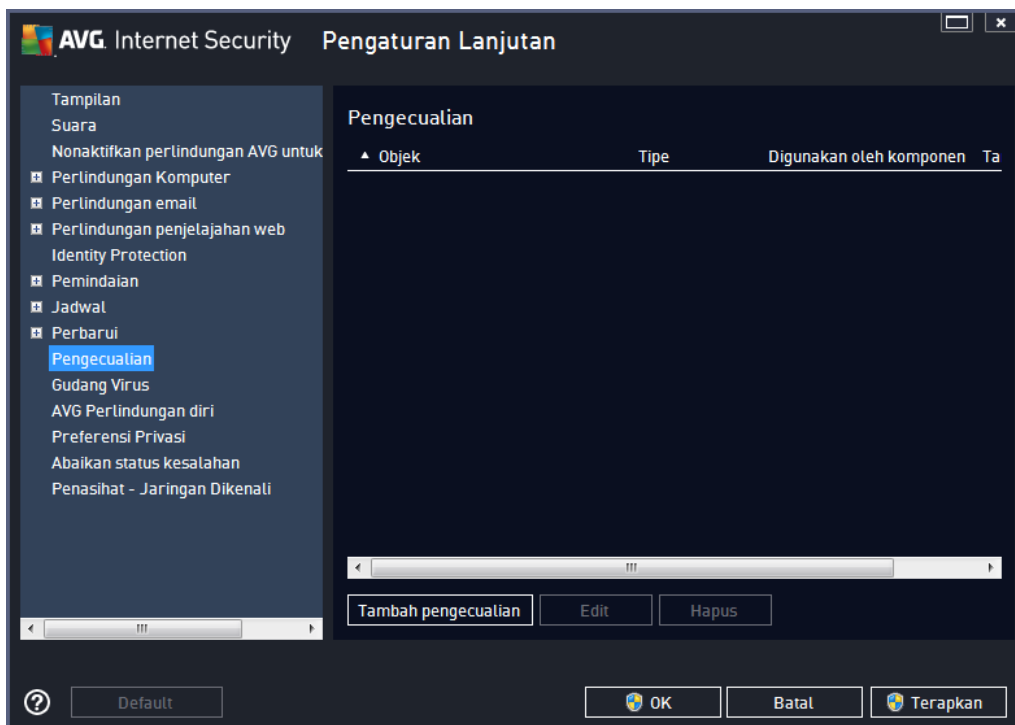 AVG. Internet Security Pengaturan Lanjutan
Tampilan
Suara
Nonaktifkan perlindungan AVG untuk
Perlindungan Komputer
Perlindungan email
Perlindungan penjelajahan web
Identity Protection
Pemindaian
Jadwal
Perbarui
Pengecualian
Gudang Virus
AVG Perlindungan diri
Preferensi Privasi
Abaikan status kesalahan
Penasihat - Jaringan Dikenali
Pengecualian
Objek Tipe Digunakan oleh komponen Ta
Tambah pengecualian Edit Hapus
Default OK Batal Terapkan